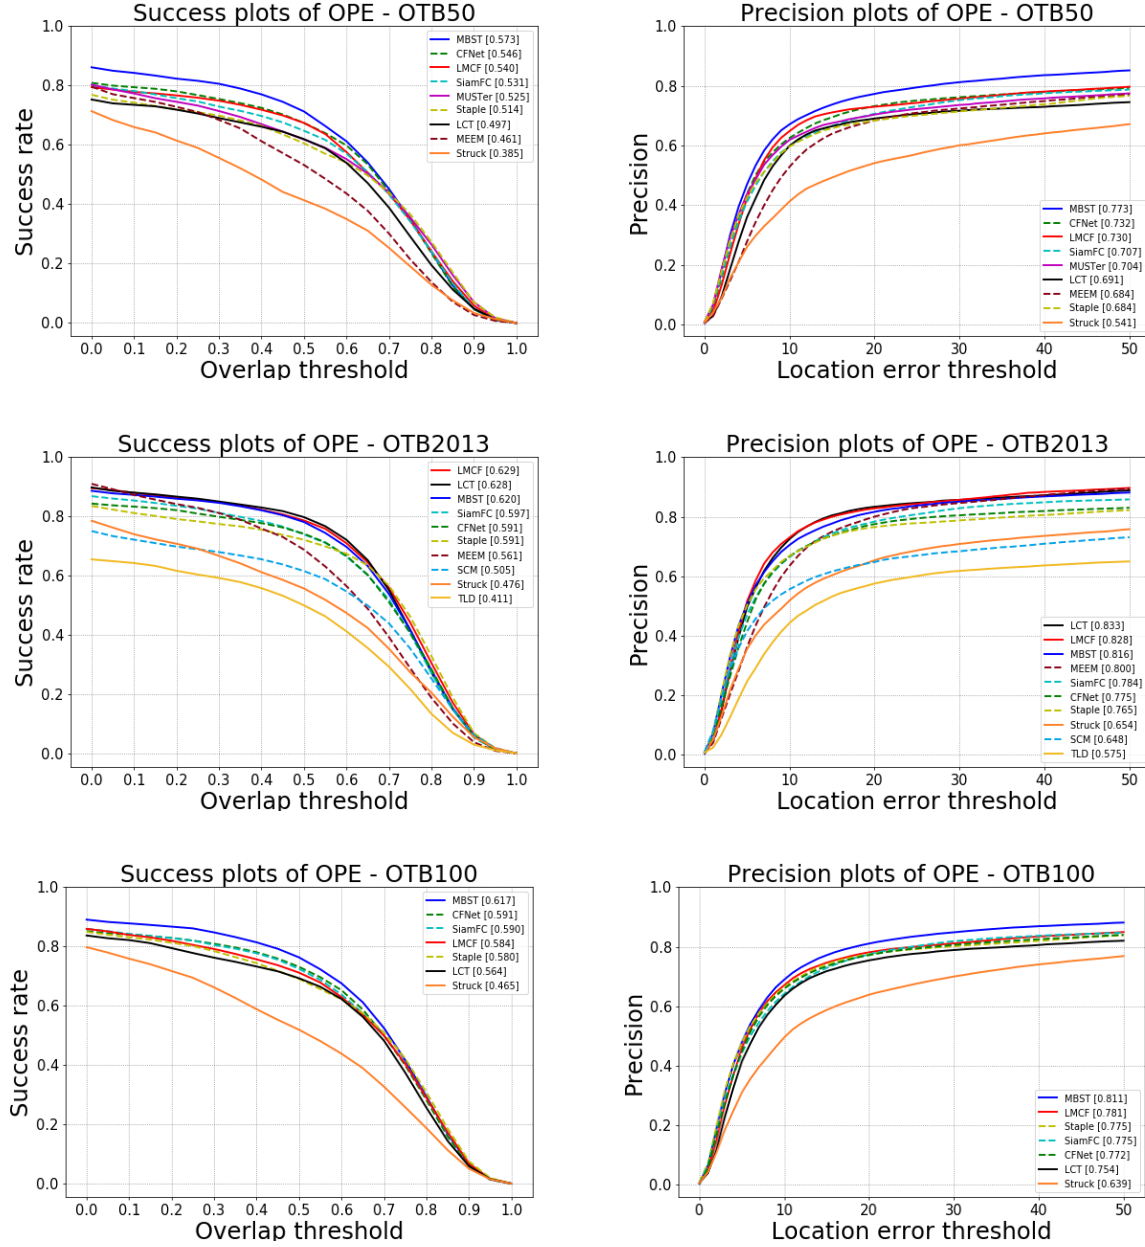 Success plots of OPE - OTB50
1.0
0.8
0.6
0.4
0.2
0.0
Success rate
MBST [0.573]
CFNet [0.546]
LMCF [0.540]
SiamFC [0.531]
MUSTer [0.525]
Staple [0.514]
LCT [0.497]
MEEM [0.461]
Struck [0.385]
0.0 0.1 0.2 0.3 0.4 0.5 0.6 0.7 0.8 0.9 1.0
Overlap threshold
Precision plots of OPE - OTB50
1.0
0.8
0.6
0.4
0.2
0.0
Precision
MBST [0.773]
CFNet [0.732]
LMCF [0.730]
SiamFC [0.707]
MUSTer [0.704]
LCT [0.691]
MEEM [0.684]
Staple [0.684]
Struck [0.541]
0 10 20 30 40 50
Location error threshold
Success plots of OPE - OTB2013
1.0
0.8
0.6
0.4
0.2
0.0
Success rate
LMCF [0.629]
LCT [0.628]
MBST [0.620]
SiamFC [0.597]
CFNet [0.591]
Staple [0.591]
MEEM [0.561]
SCM [0.505]
Struck [0.476]
TLD [0.411]
0.0 0.1 0.2 0.3 0.4 0.5 0.6 0.7 0.8 0.9 1.0
Overlap threshold
Precision plots of OPE - OTB2013
1.0
0.8
0.6
0.4
0.2
0.0
Precision
LCT [0.833]
LMCF [0.828]
MBST [0.816]
MEEM [0.800]
SiamFC [0.784]
CFNet [0.775]
Staple [0.765]
Struck [0.654]
SCM [0.648]
TLD [0.575]
0 10 20 30 40 50
Location error threshold
Success plots of OPE - OTB100
1.0
0.8
0.6
0.4
0.2
0.0
Success rate
MBST [0.617]
CFNet [0.591]
SiamFC [0.590]
LMCF [0.584]
Staple [0.580]
LCT [0.564]
Struck [0.465]
0.0 0.1 0.2 0.3 0.4 0.5 0.6 0.7 0.8 0.9 1.0
Overlap threshold
Precision plots of OPE - OTB100
1.0
0.8
0.6
0.4
0.2
0.0
Precision
MBST [0.811]
LMCF [0.781]
Staple [0.775]
SiamFC [0.775]
CFNet [0.772]
LCT [0.754]
Struck [0.639]
0 10 20 30 40 50
Location error threshold